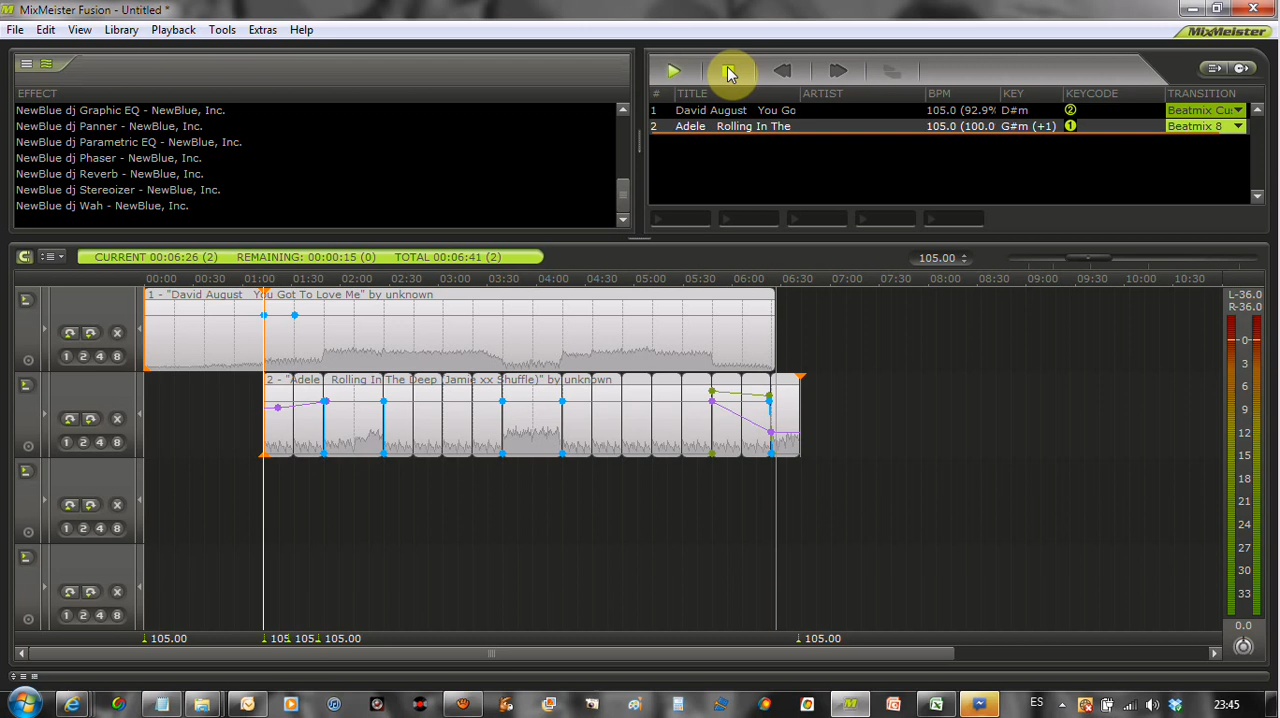 MixMeister Fusion - Untitled *
File Edit View Library Playback Tools Extras Help
MixMeister
EFFECT
NewBlue dj Graphic EQ - NewBlue, Inc.
NewBlue dj Panner - NewBlue, Inc.
NewBlue dj Parametric EQ - NewBlue, Inc.
NewBlue dj Phaser - NewBlue, Inc.
NewBlue dj Reverb - NewBlue, Inc.
NewBlue dj Stereoizer - NewBlue, Inc.
NewBlue dj Wah - NewBlue, Inc.
# TITLE ARTIST BPM KEY KEYCODE TRANSITION
1 David August You Go 105.0 (92.9% D#m 2 Beatmix Cu
2 Adele Rolling In The 105.0 (100.0 G#m (+1) 1 Beatmix 8
CURRENT 00:06:26 (2) REMAINING: 00:00:15 (0) TOTAL 00:06:41 (2)
105.00
00:00 00:30 01:00 01:30 02:00 02:30 03:00 03:30 04:00 04:30 05:00 05:30 06:00 06:30 07:00 07:30 08:00 08:30 09:00 09:30 10:00 10:30
1 - "David August You Got To Love Me" by unknown
X
1 2 4 8
2 - "Adele Rolling In The Deep (Jamie xx Shuffle)" by unknown
X
1 2 4 8
X
1 2 4 8
X
1 2 4 8
L-36.0
R-36.0
0
3
6
9
12
15
18
21
24
27
30
33
0.0
105.00 105 105 105.00 105.00
ES 23:45